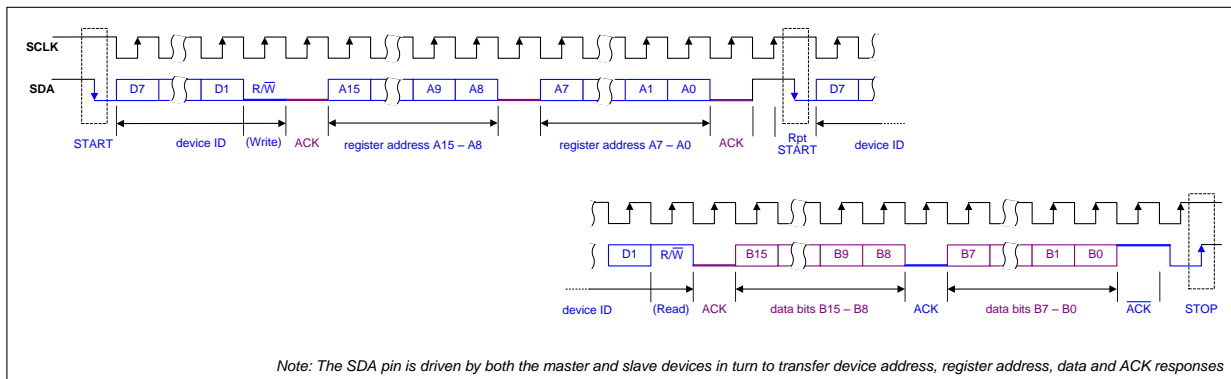 SCLK
SDA D7 D1 R/W̅ A15 A9 A8 A7 A1 A0 D7
START device ID (Write) ACK register address A15 – A8 register address A7 – A0 ACK Rpt START device ID
D1 R/W̅ B15 B9 B8 B7 B1 B0
device ID (Read) ACK data bits B15 – B8 ACK data bits B7 – B0 A̅C̅K̅ STOP
Note: The SDA pin is driven by both the master and slave devices in turn to transfer device address, register address, data and ACK responses